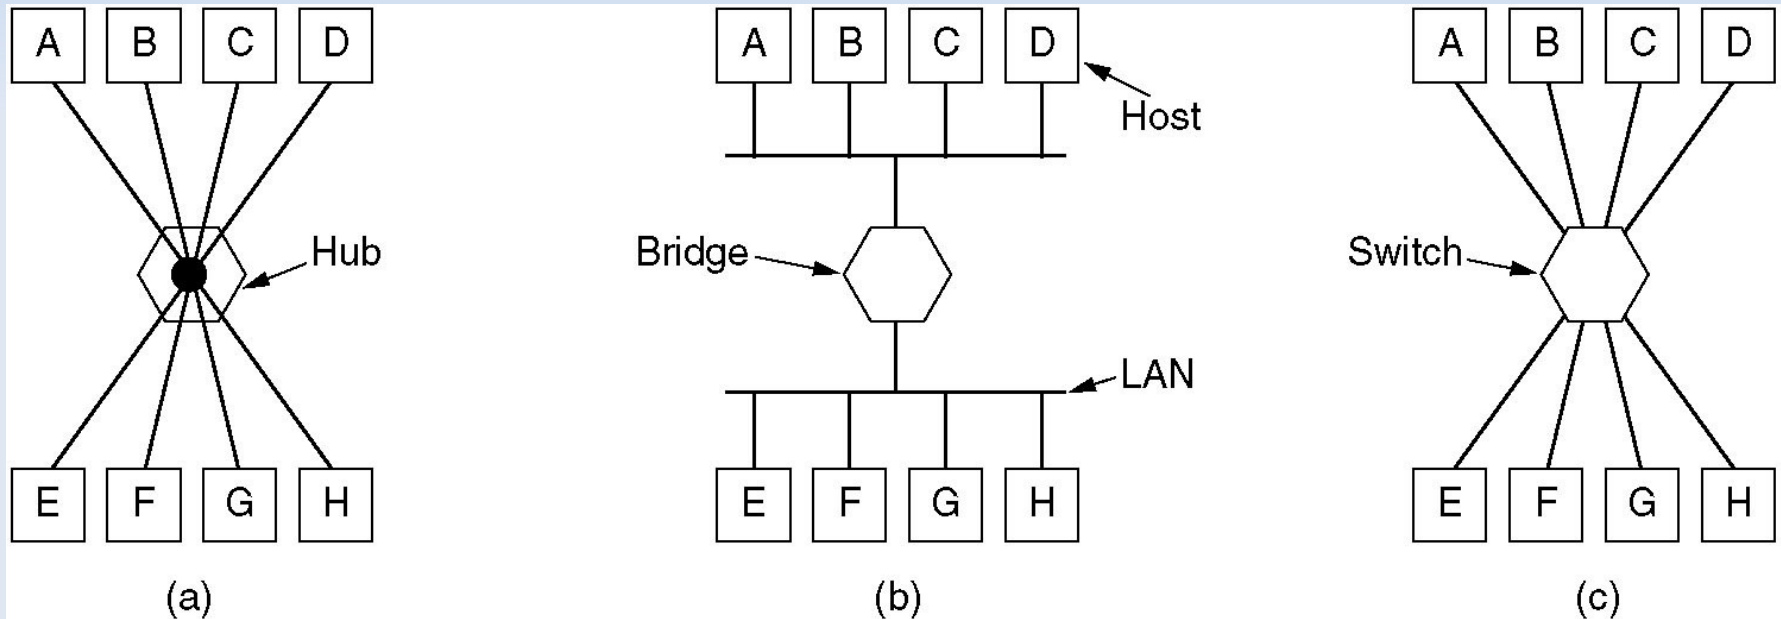 A B C D
Hub
E F G H
(a)
A B C D
Host
Bridge
LAN
E F G H
(b)
A B C D
Switch
E F G H
(c)